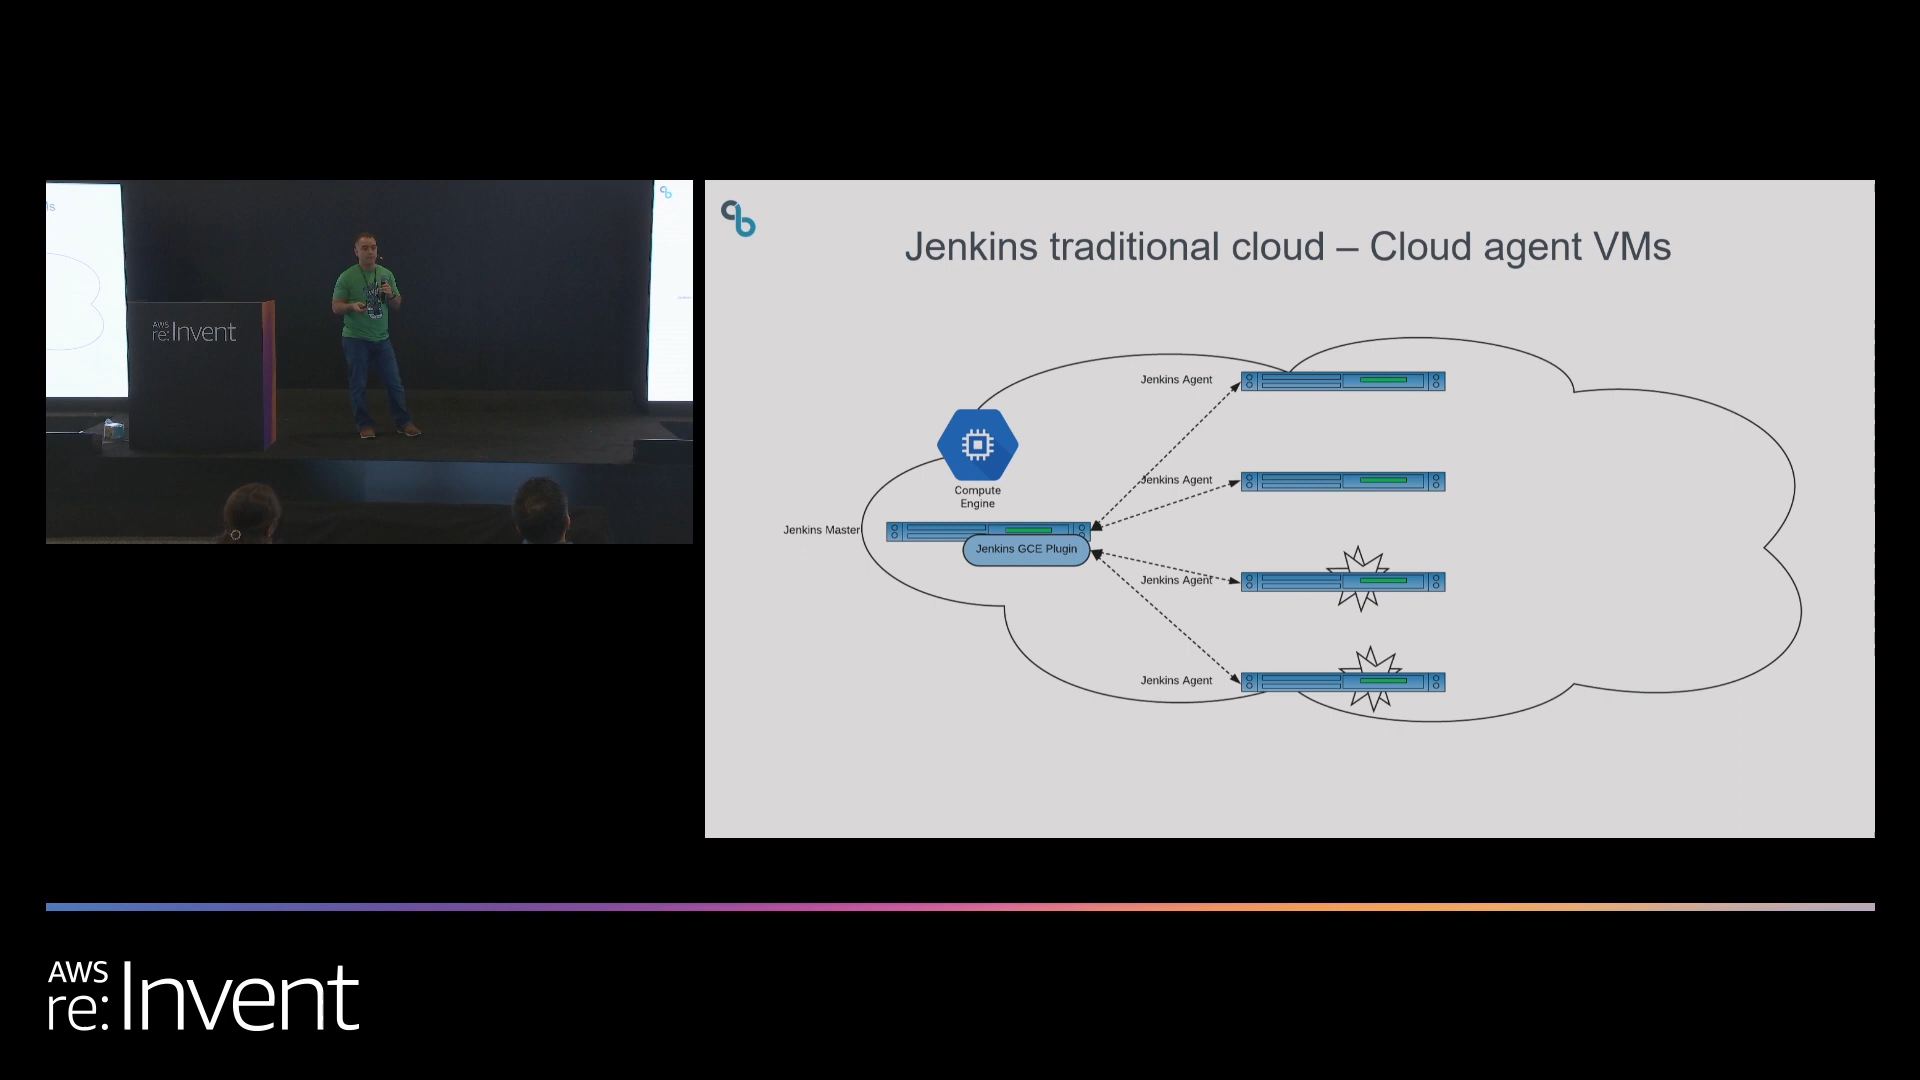 AWS
re:Invent
Jenkins traditional cloud – Cloud agent VMs
Jenkins Agent
Jenkins Agent
Compute
Engine
Jenkins Master
Jenkins GCE Plugin
Jenkins Agent
Jenkins Agent
AWS
re:Invent